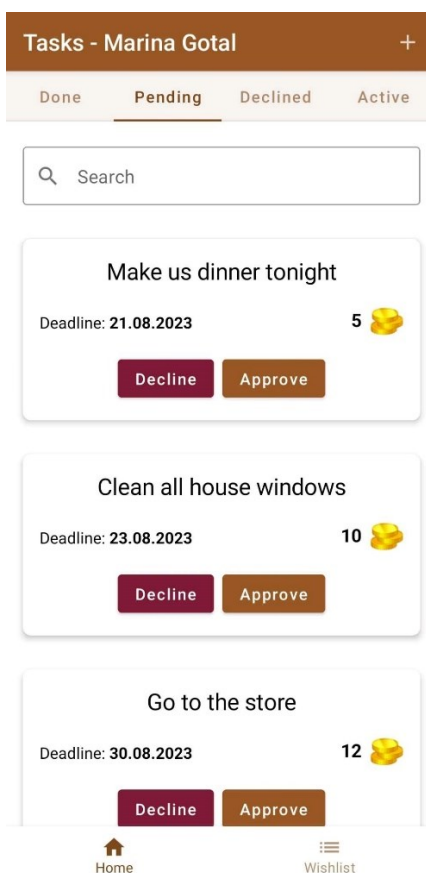 Tasks - Marina Gotal +
Done Pending Declined Active
Search
Make us dinner tonight
Deadline: 21.08.2023 5
Decline Approve
Clean all house windows
Deadline: 23.08.2023 10
Decline Approve
Go to the store
Deadline: 30.08.2023 12
Decline Approve
Home Wishlist